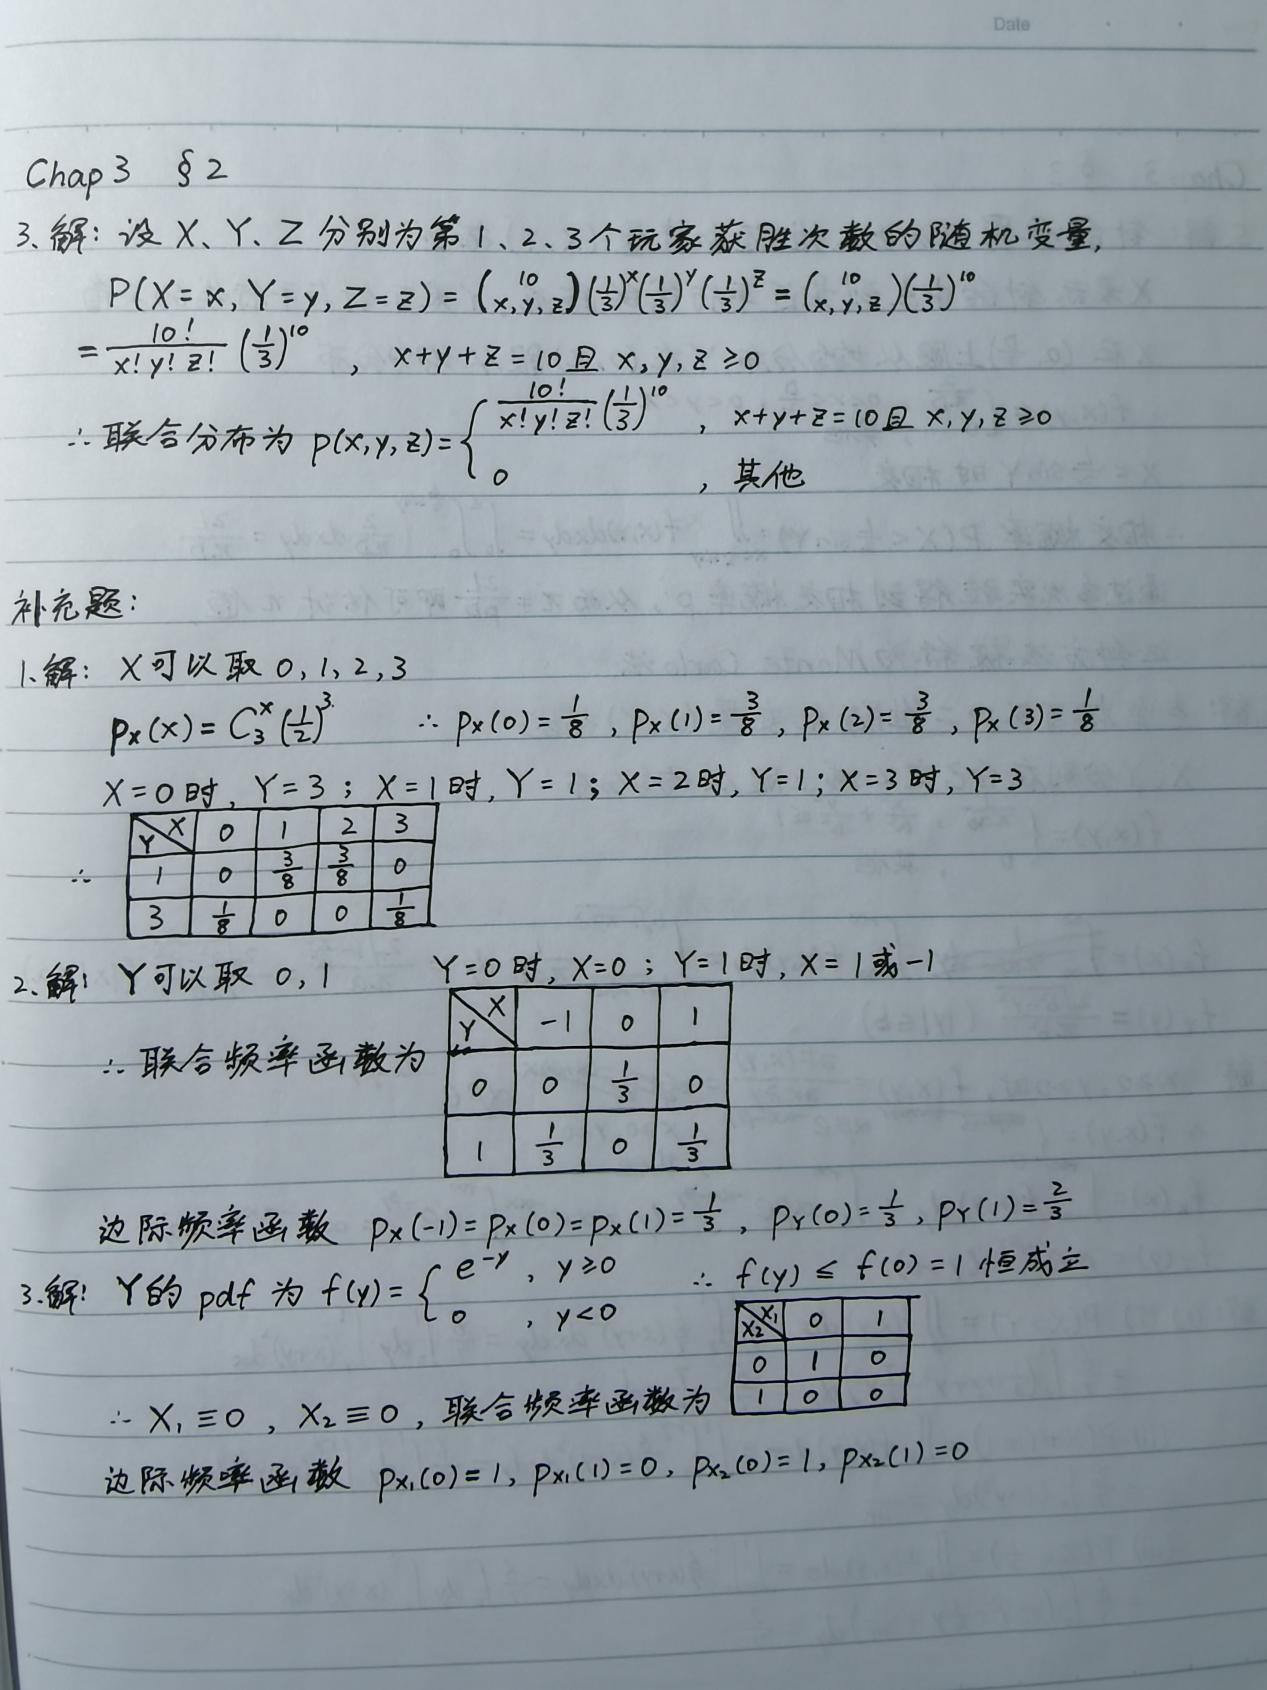 Date
Chap 3 § 2
3、解：设 X、Y、Z 分别为第 1、2、3个玩家获胜次数的随机变量,
P(X=x, Y=y, Z=z) = (10 x,y,z)(1/3)^x(1/3)^y(1/3)^z = (10 x,y,z)(1/3)^10
= 10!/(x!y!z!) (1/3)^10 , x+y+z=10且 x,y,z≥0
∴ 联合分布为 p(x,y,z)= { 10!/(x!y!z!) (1/3)^10 , x+y+z=10且 x,y,z≥0
0 , 其他
补充题:
1、解: X可以取 0,1,2,3
p_X(x)=C_3^x(1/2)^3 ∴ p_X(0)=1/8 , p_X(1)=3/8 , p_X(2)=3/8 , p_X(3)=1/8
X=0时, Y=3 ; X=1时, Y=1; X=2时, Y=1; X=3时, Y=3
Y X 0 1 2 3
∴ 1 0 3/8 3/8 0
3 1/8 0 0 1/8
2、解: Y可以取 0,1 Y=0时, X=0 ; Y=1时, X=1或-1
Y X -1 0 1
∴ 联合频率函数为
0 0 1/3 0
1 1/3 0 1/3
边际频率函数 p_X(-1)=p_X(0)=p_X(1)=1/3 , p_Y(0)=1/3 , p_Y(1)=2/3
3、解: Y的 pdf 为 f(y)= { e^-y , y≥0 ∴ f(y) ≤ f(0)=1 恒成立
0 , y<0
X2 X1 0 1
0 1 0
1 0 0
∴ X1≡0 , X2≡0 , 联合频率函数为
边际频率函数 p_X1(0)=1, p_X1(1)=0, p_X2(0)=1, p_X2(1)=0